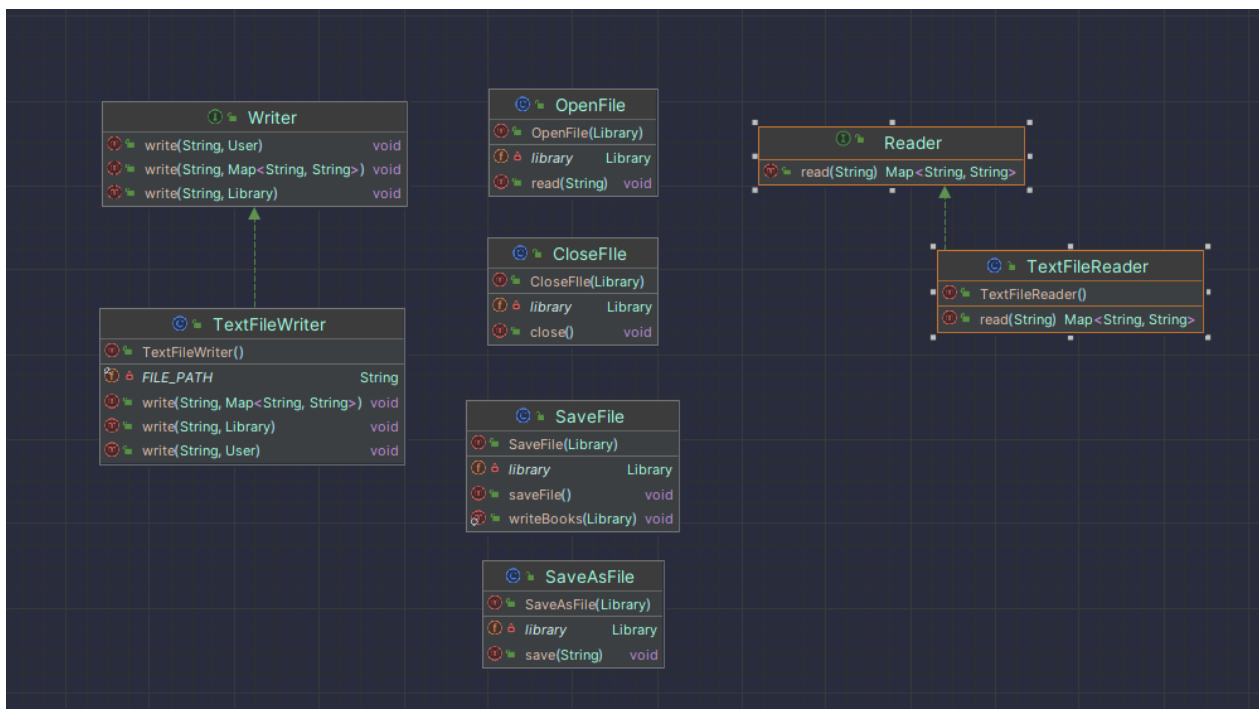 Writer
write(String, User) void
write(String, Map<String, String>) void
write(String, Library) void
TextFileWriter
TextFileWriter()
FILE_PATH String
write(String, Map<String, String>) void
write(String, Library) void
write(String, User) void
OpenFile
OpenFile(Library)
library Library
read(String) void
CloseFIle
CloseFIle(Library)
library Library
close() void
SaveFile
SaveFile(Library)
library Library
saveFile() void
writeBooks(Library) void
SaveAsFile
SaveAsFile(Library)
library Library
save(String) void
Reader
read(String) Map<String, String>
TextFileReader
TextFileReader()
read(String) Map<String, String>